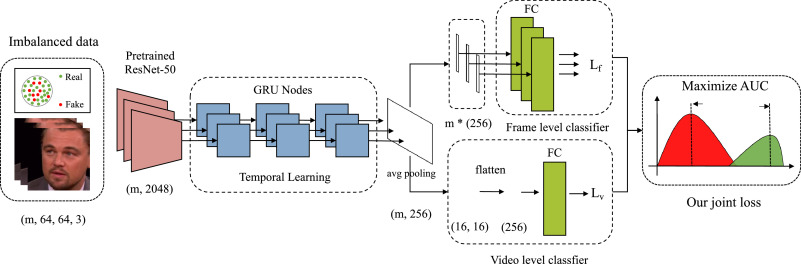 Imbalanced data
Real
Fake
(m, 64, 64, 3)
Pretrained
ResNet-50
(m, 2048)
GRU Nodes
Temporal Learning
avg pooling
(m, 256)
m * (256)
FC
L_f
Frame level classifier
flatten
(16, 16)
(256)
FC
L_v
Video level classfier
Maximize AUC
Our joint loss